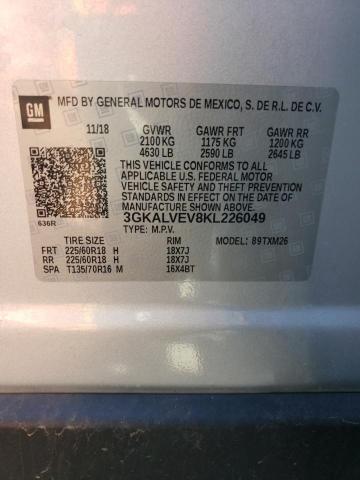 GM
MFD BY GENERAL MOTORS DE MEXICO, S. DE R.L. DE C.V.
11/18 GVWR GAWR FRT GAWR RR
2100 KG 1175 KG 1200 KG
4630 LB 2590 LB 2645 LB
THIS VEHICLE CONFORMS TO ALL
APPLICABLE U.S. FEDERAL MOTOR
VEHICLE SAFETY, BUMPER, AND THEFT PREVENTION
STANDARDS IN EFFECT ON THE DATE OF
MANUFACTURE SHOWN ABOVE.
3GKALVEV8KL226049
636R TYPE: M.P.V. 89TXM26
TIRE SIZE SPEED RTG RIM
FRT 225/60R18 H 18X7J
RR 225/60R18 H 18X7J
SPA T135/70R16 M 16X4BT